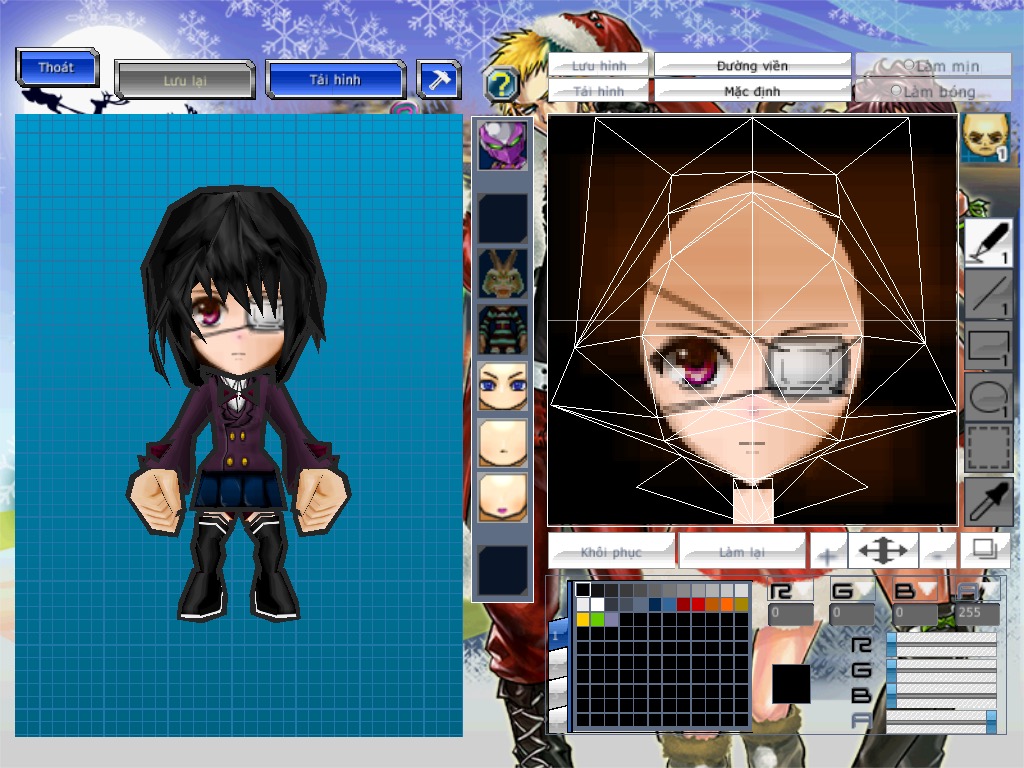 Thoát
Lưu lại
Tải hình
?
Lưu hình
Đường viền
Làm mịn
Tải hình
Mặc định
Làm bóng
1
1
1
1
1
Khôi phục
Làm lại
+
-
R G B A
0 0 0 255
1
R
G
B
A